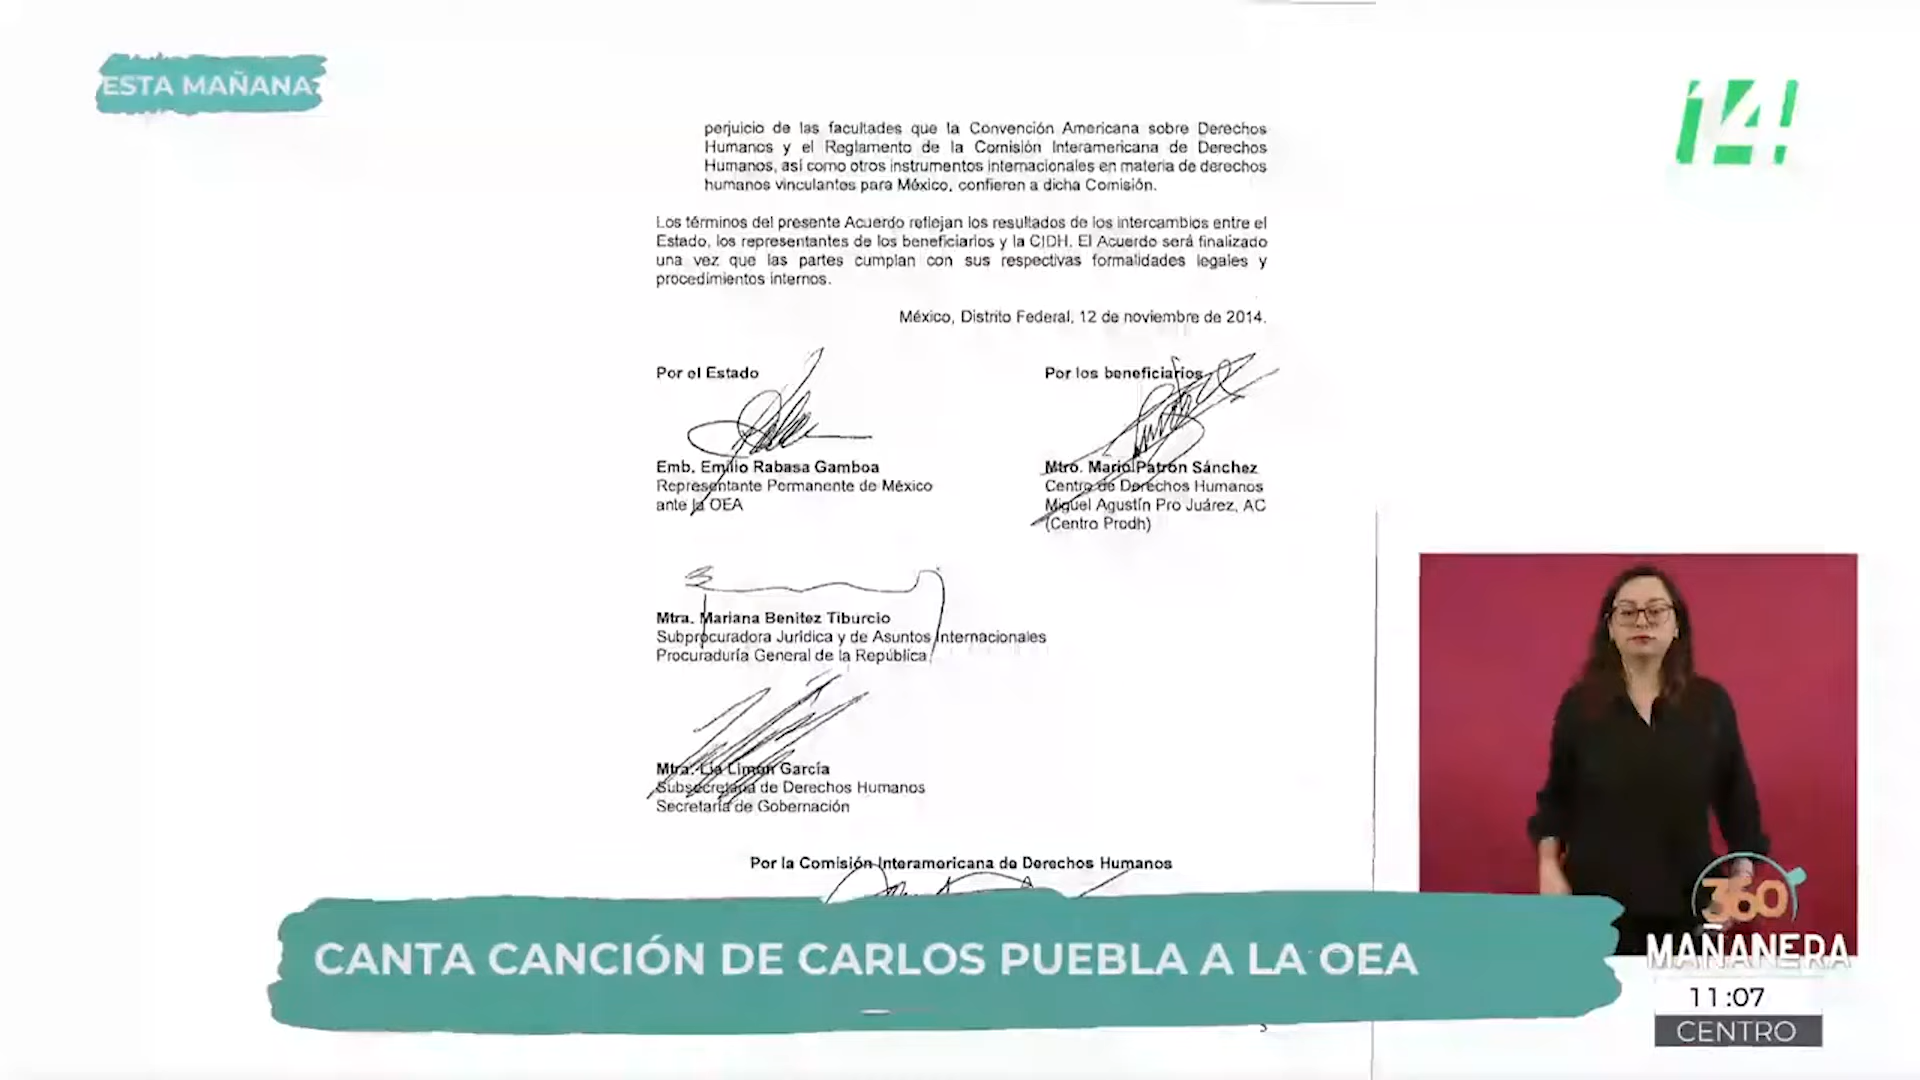 ESTA MAÑANA
14!
perjuicio de las facultades que la Convención Americana sobre Derechos
Humanos y el Reglamento de la Comisión Interamericana de Derechos
Humanos, así como otros instrumentos internacionales en materia de derechos
humanos vinculantes para México, confieren a dicha Comisión.
Los términos del presente Acuerdo reflejan los resultados de los intercambios entre el
Estado, los representantes de los beneficiarios y la CIDH. El Acuerdo será finalizado
una vez que las partes cumplan con sus respectivas formalidades legales y
procedimientos internos.
México, Distrito Federal, 12 de noviembre de 2014.
Por el Estado
Emb. Emilio Rabasa Gamboa
Representante Permanente de México
ante la OEA
Por los beneficiarios
Mtro. Mario Patrón Sánchez
Centro de Derechos Humanos
Miguel Agustín Pro Juárez, AC
(Centro Prodh)
Mtra. Mariana Benitez Tiburcio
Subprocuradora Jurídica y de Asuntos Internacionales
Procuraduría General de la República
Mtra. Lia Limón García
Subsecretaria de Derechos Humanos
Secretaría de Gobernación
Por la Comisión Interamericana de Derechos Humanos
CANTA CANCIÓN DE CARLOS PUEBLA A LA OEA
360
MAÑANERA
11:07
CENTRO